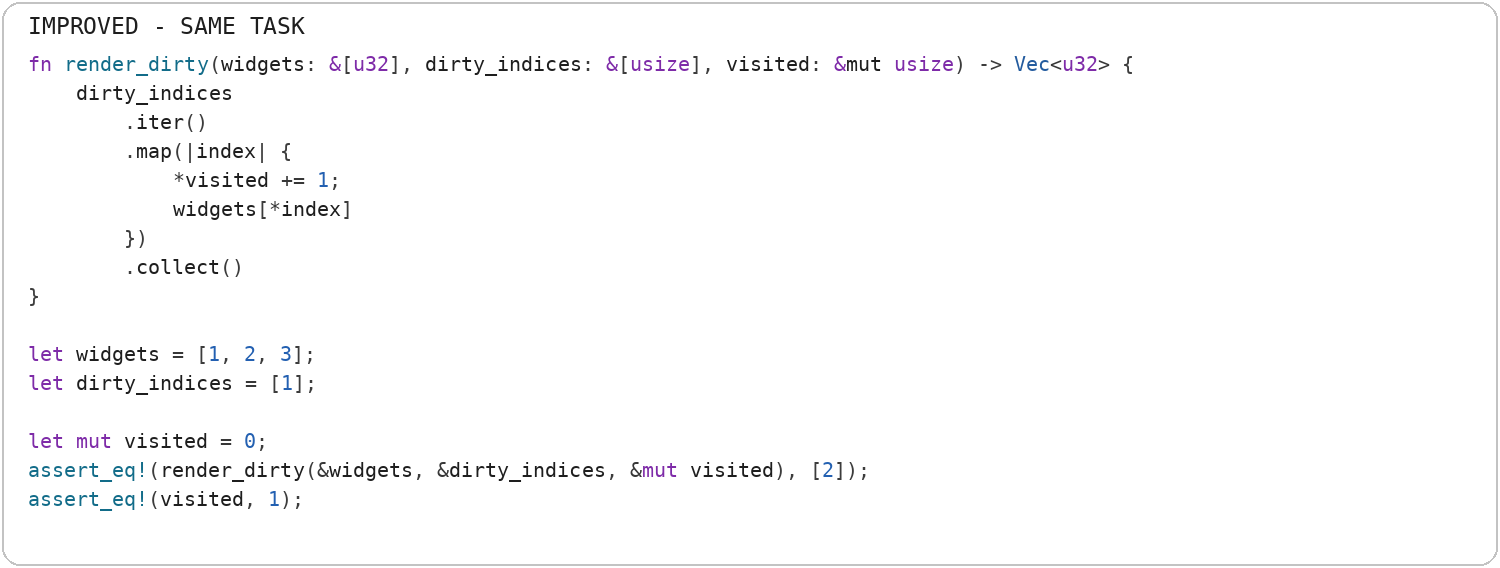 IMPROVED - SAME TASK
fn render_dirty(widgets: &[u32], dirty_indices: &[usize], visited: &mut usize) -> Vec<u32> {
    dirty_indices
        .iter()
        .map(|index| {
            *visited += 1;
            widgets[*index]
        })
        .collect()
}

let widgets = [1, 2, 3];
let dirty_indices = [1];

let mut visited = 0;
assert_eq!(render_dirty(&widgets, &dirty_indices, &mut visited), [2]);
assert_eq!(visited, 1);